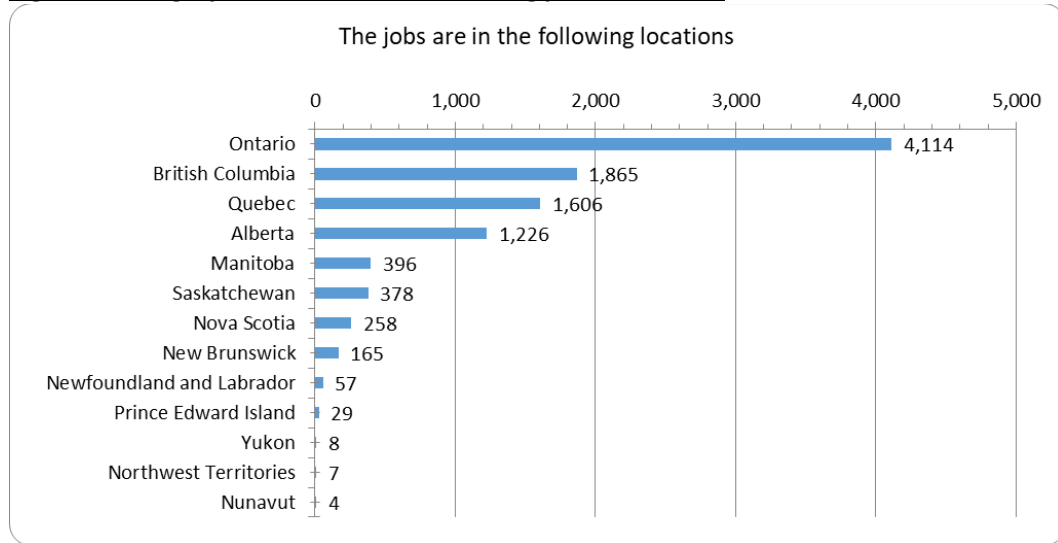 The jobs are in the following locations
0 1,000 2,000 3,000 4,000 5,000
Ontario 4,114
British Columbia 1,865
Quebec 1,606
Alberta 1,226
Manitoba 396
Saskatchewan 378
Nova Scotia 258
New Brunswick 165
Newfoundland and Labrador 57
Prince Edward Island 29
Yukon 8
Northwest Territories 7
Nunavut 4